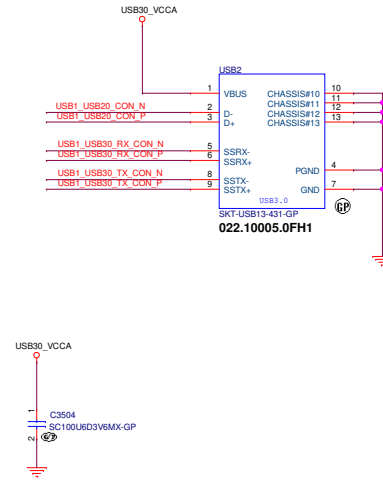 USB30_VCCA
USB2
1 VBUS CHASSIS#10 10
CHASSIS#11 11
USB1_USB20_CON_N 2 D- CHASSIS#12 12
USB1_USB20_CON_P 3 D+ CHASSIS#13 13
USB1_USB30_RX_CON_N 5 SSRX-
USB1_USB30_RX_CON_P 6 SSRX+
PGND 4
USB1_USB30_TX_CON_N 8 SSTX-
USB1_USB30_TX_CON_P 9 SSTX+ GND 7
USB3.0
GP
SKT-USB13-431-GP
022.10005.0FH1
USB30_VCCA
1
C3504
SC100U6D3V6MX-GP
2 GP